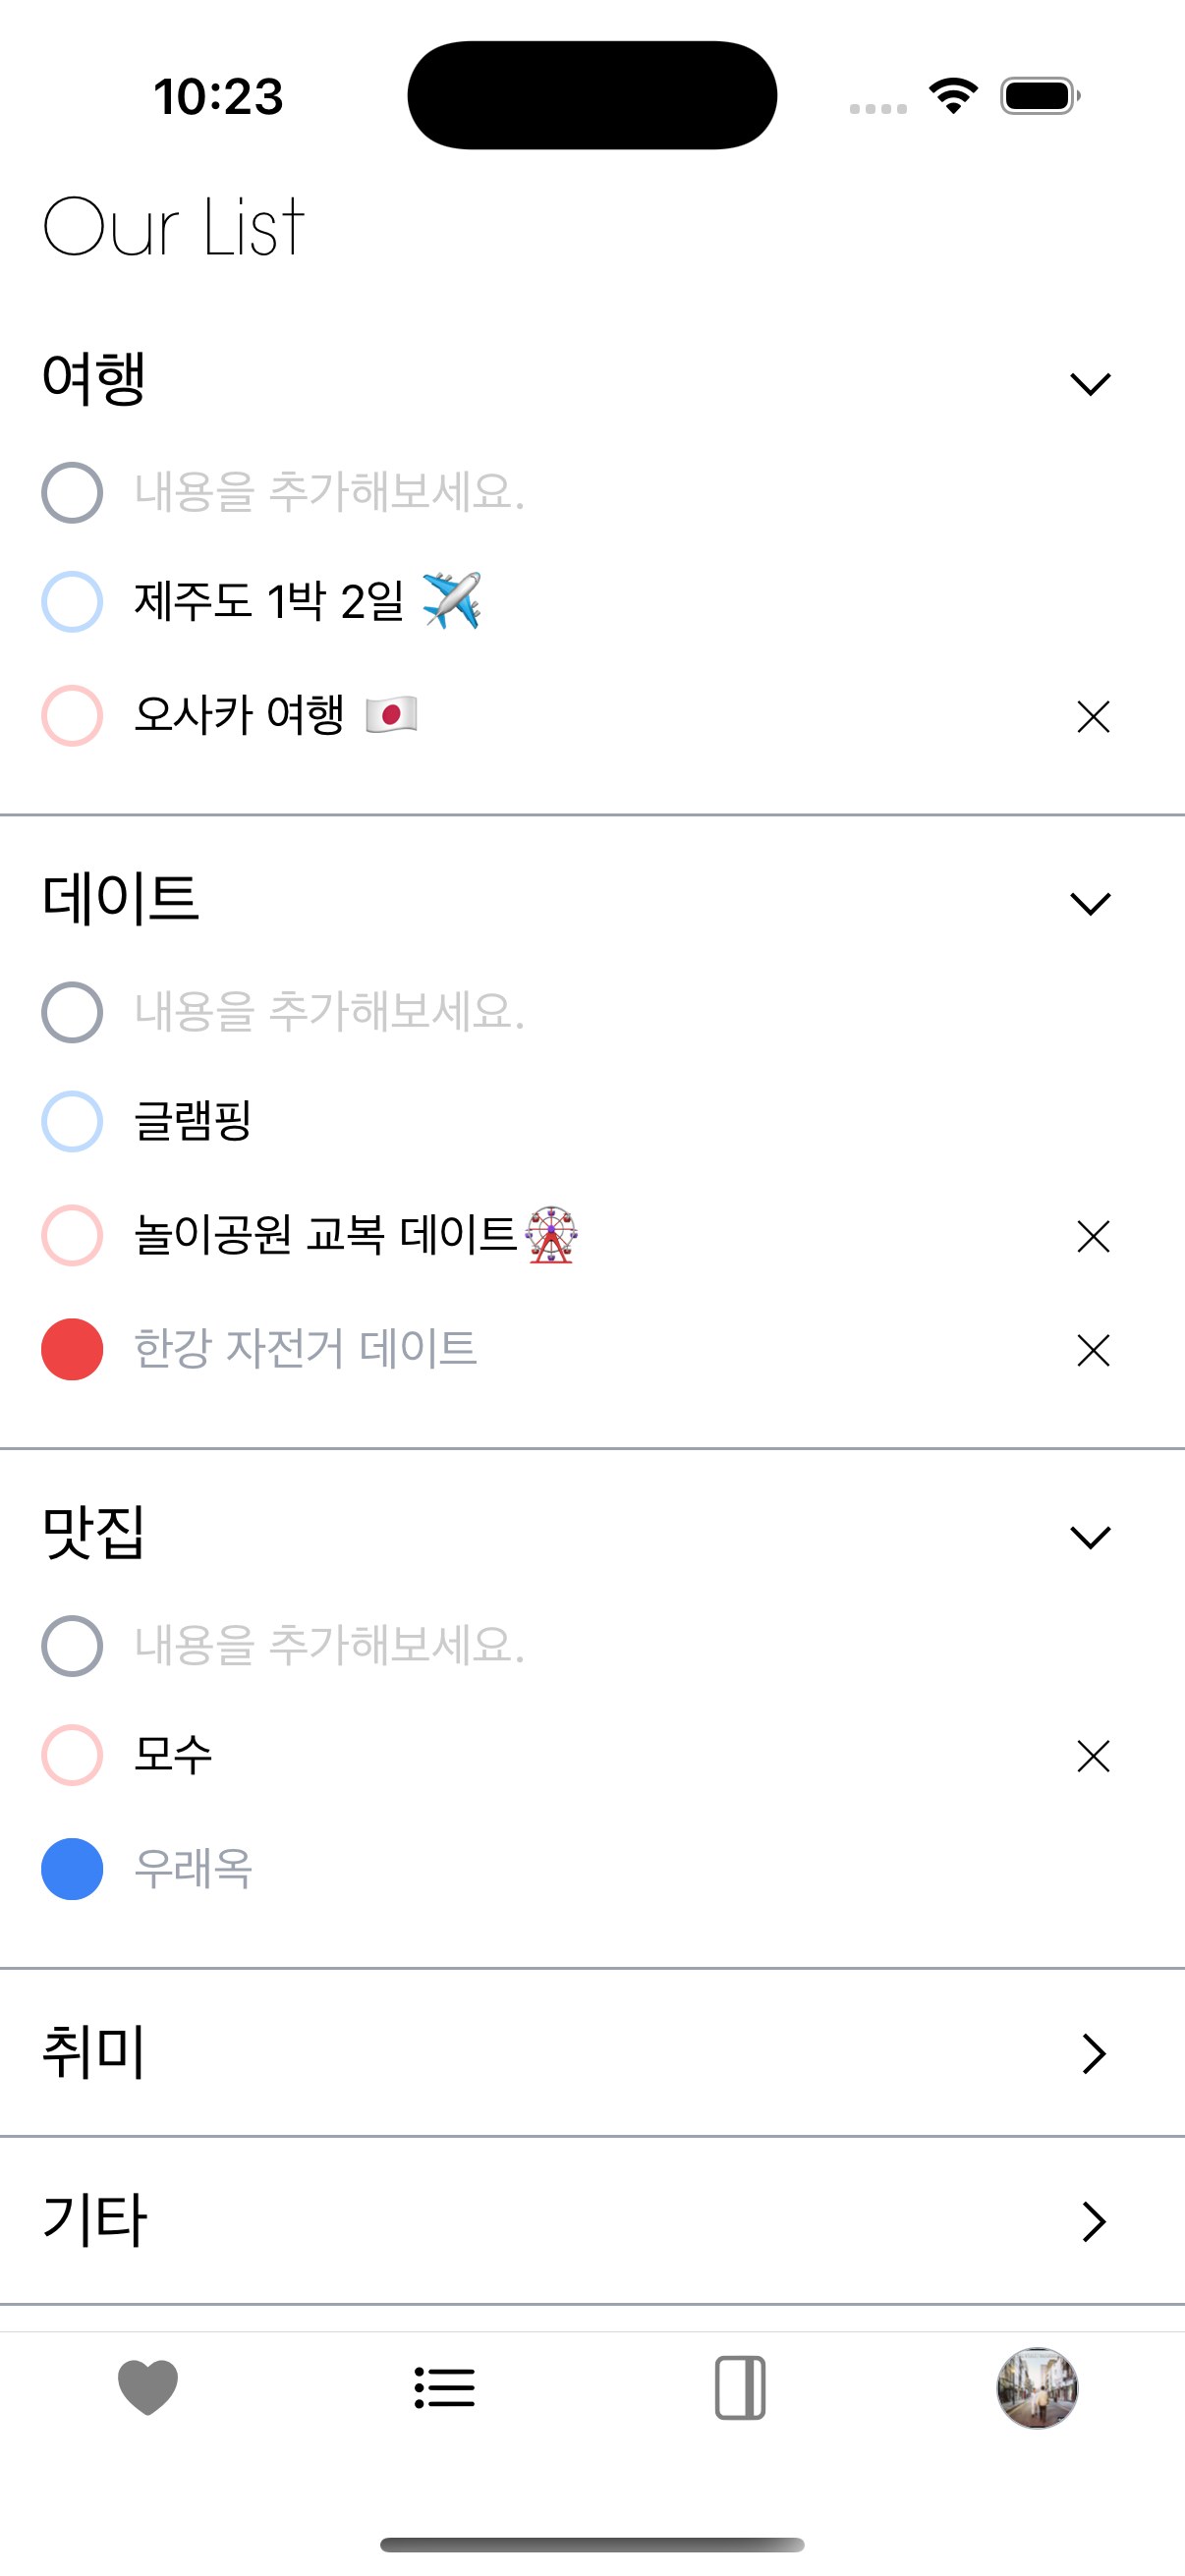 10:23
Our List
여행
내용을 추가해보세요.
제주도 1박 2일 ✈️
오사카 여행 🇯🇵
데이트
내용을 추가해보세요.
글램핑
놀이공원 교복 데이트🎡
한강 자전거 데이트
맛집
내용을 추가해보세요.
모수
우래옥
취미
기타